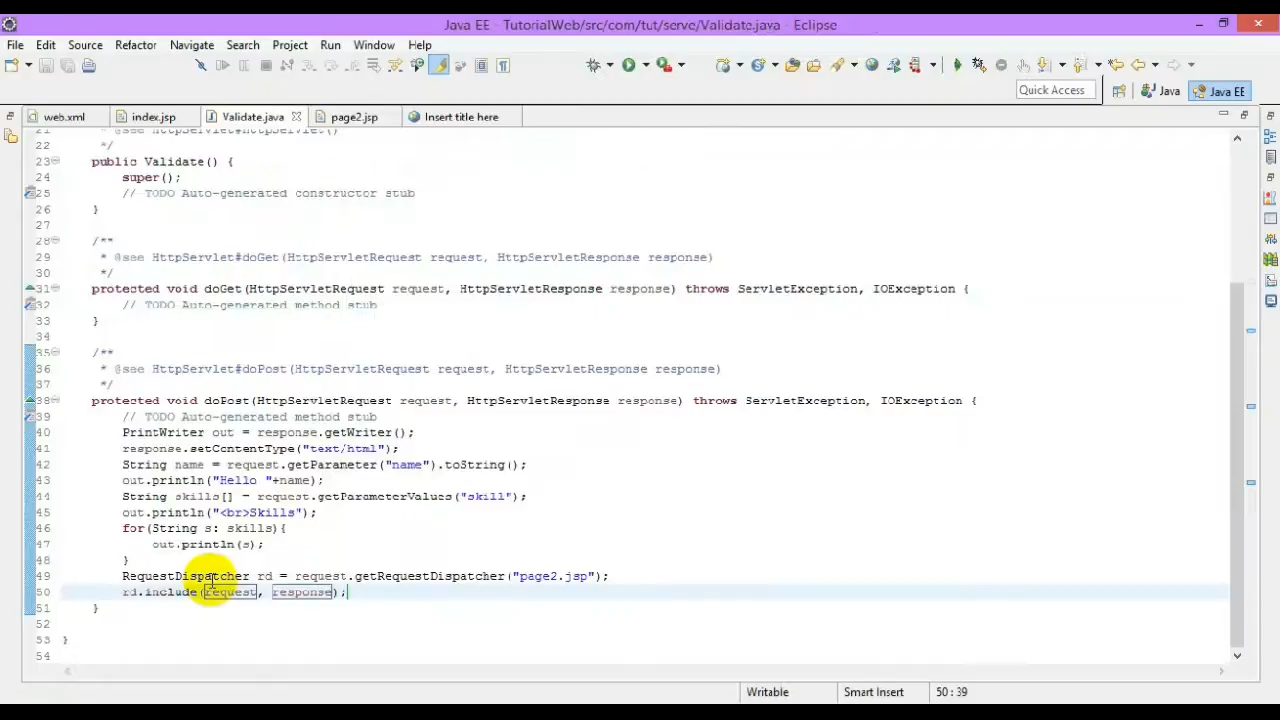 Java EE - TutorialWeb/src/com/tut/serve/Validate.java - Eclipse
File Edit Source Refactor Navigate Search Project Run Window Help
Quick Access Java Java EE
web.xml index.jsp Validate.java page2.jsp Insert title here
21 * @see HttpServlet#HttpServlet()
22 */
23 public Validate() {
24 super();
25 // TODO Auto-generated constructor stub
26 }
27
28 /**
29 * @see HttpServlet#doGet(HttpServletRequest request, HttpServletResponse response)
30 */
31 protected void doGet(HttpServletRequest request, HttpServletResponse response) throws ServletException, IOException {
32 // TODO Auto-generated method stub
33 }
34
35 /**
36 * @see HttpServlet#doPost(HttpServletRequest request, HttpServletResponse response)
37 */
38 protected void doPost(HttpServletRequest request, HttpServletResponse response) throws ServletException, IOException {
39 // TODO Auto-generated method stub
40 PrintWriter out = response.getWriter();
41 response.setContentType("text/html");
42 String name = request.getParameter("name").toString();
43 out.println("Hello "+name);
44 String skills[] = request.getParameterValues("skill");
45 out.println("<br>Skills");
46 for(String s: skills){
47 out.println(s);
48 }
49 RequestDispatcher rd = request.getRequestDispatcher("page2.jsp");
50 rd.include(request, response);
51 }
52
53 }
54
Writable Smart Insert 50 : 39